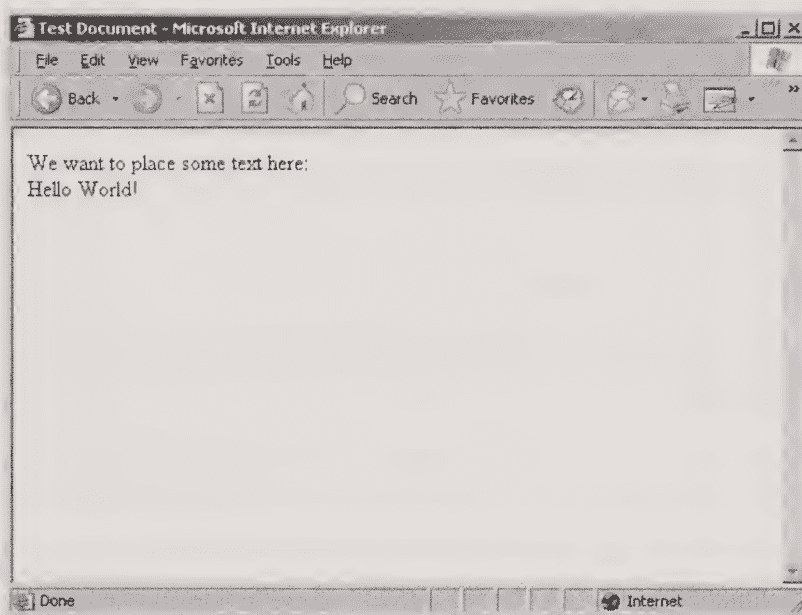 Test Document - Microsoft Internet Explorer
File Edit View Favorites Tools Help
Back Search Favorites »
We want to place some text here:
Hello World!
Done Internet